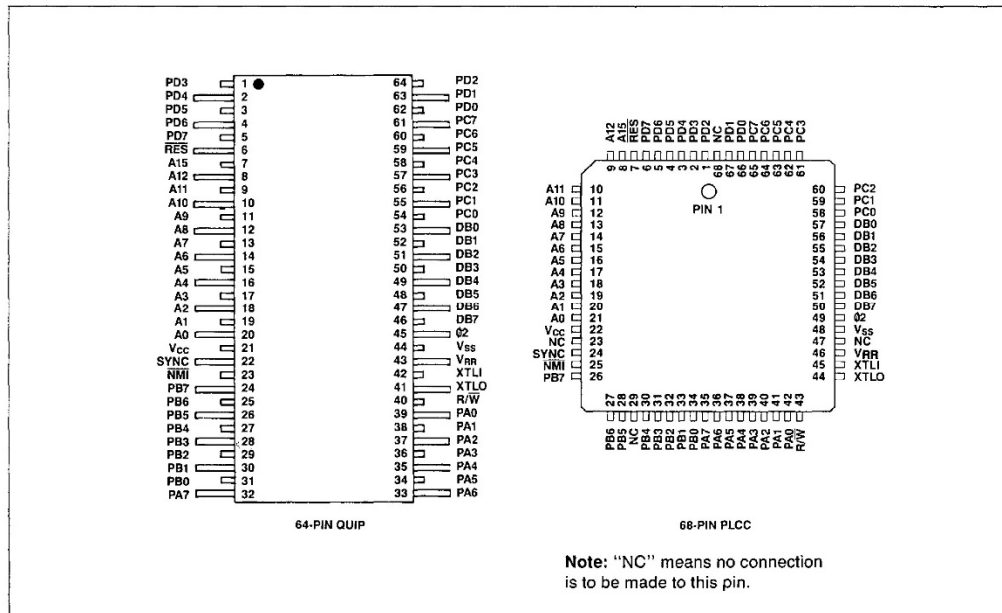 PD3 1 64 PD2
PD4 2 63 PD1
PD5 3 62 PD0
PD6 4 61 PC7
PD7 5 60 PC6
R̅E̅S̅ 6 59 PC5
A15 7 58 PC4
A12 8 57 PC3
A11 9 56 PC2
A10 10 55 PC1
A9 11 54 PC0
A8 12 53 DB0
A7 13 52 DB1
A6 14 51 DB2
A5 15 50 DB3
A4 16 49 DB4
A3 17 48 DB5
A2 18 47 DB6
A1 19 46 DB7
A0 20 45 Ø2
VCC 21 44 VSS
SYNC 22 43 VRR
N̅M̅I̅ 23 42 XTLI
PB7 24 41 XTLO
PB6 25 40 R/W̅
PB5 26 39 PA0
PB4 27 38 PA1
PB3 28 37 PA2
PB2 29 36 PA3
PB1 30 35 PA4
PB0 31 34 PA5
PA7 32 33 PA6
64-PIN QUIP
A12 A15 R̅E̅S̅ PD7 PD6 PD5 PD4 PD3 PD2 NC PD1 PD0 PC7 PC6 PC5 PC4 PC3
9 8 7 6 5 4 3 2 1 68 67 66 65 64 63 62 61
PIN 1
A11 10 60 PC2
A10 11 59 PC1
A9 12 58 PC0
A8 13 57 DB0
A7 14 56 DB1
A6 15 55 DB2
A5 16 54 DB3
A4 17 53 DB4
A3 18 52 DB5
A2 19 51 DB6
A1 20 50 DB7
A0 21 49 Ø2
VCC 22 48 VSS
NC 23 47 NC
SYNC 24 46 VRR
N̅M̅I̅ 25 45 XTLI
PB7 26 44 XTLO
27 28 29 30 31 32 33 34 35 36 37 38 39 40 41 42 43
PB6 PB5 NC PB4 PB3 PB2 PB1 PB0 PA7 PA6 PA5 PA4 PA3 PA2 PA1 PA0 R/W̅
68-PIN PLCC
Note: "NC" means no connection
is to be made to this pin.